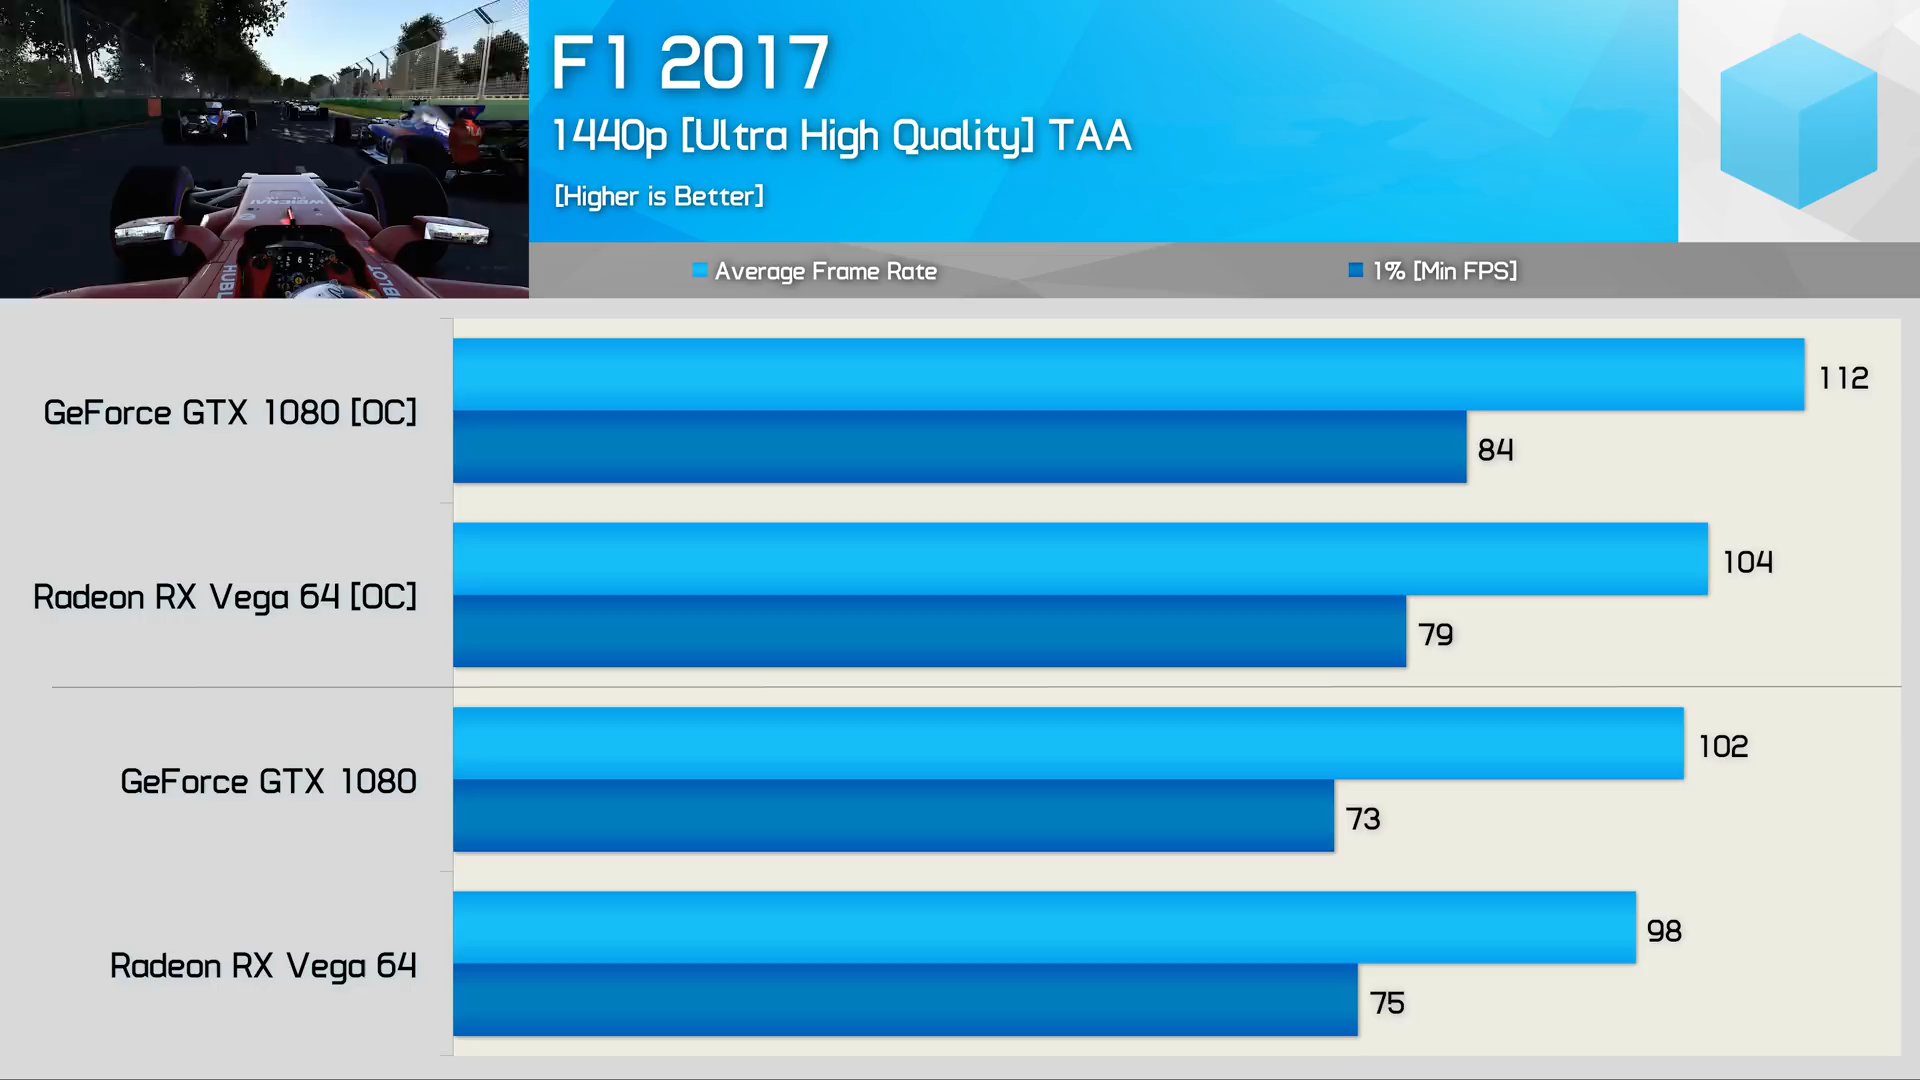 F1 2017
1440p [Ultra High Quality] TAA
[Higher is Better]
Average Frame Rate
1% [Min FPS]
GeForce GTX 1080 [OC]
112
84
Radeon RX Vega 64 [OC]
104
79
GeForce GTX 1080
102
73
Radeon RX Vega 64
98
75